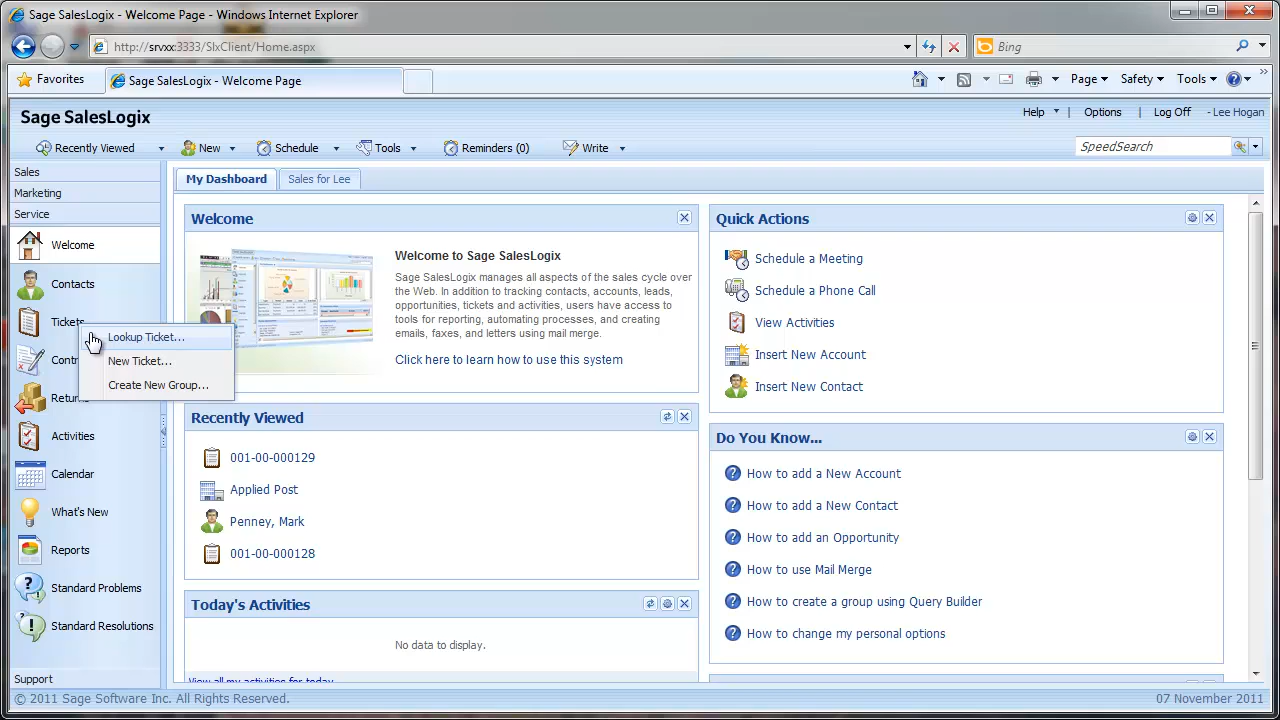 Sage SalesLogix - Welcome Page - Windows Internet Explorer
http://srvxx:3333/SlxClient/Home.aspx
Bing
Favorites
Sage SalesLogix - Welcome Page
Page
Safety
Tools
Sage SalesLogix
Help
Options
Log Off
- Lee Hogan
Recently Viewed
New
Schedule
Tools
Reminders (0)
Write
SpeedSearch
Sales
Marketing
Service
Welcome
Contacts
Tickets
Lookup Ticket...
New Ticket...
Create New Group...
Activities
Calendar
What's New
Reports
Standard Problems
Standard Resolutions
Support
My Dashboard
Sales for Lee
Welcome
Welcome to Sage SalesLogix
Sage SalesLogix manages all aspects of the sales cycle over
the Web. In addition to tracking contacts, accounts, leads,
opportunities, tickets and activities, users have access to
tools for reporting, automating processes, and creating
emails, faxes, and letters using mail merge.
Click here to learn how to use this system
Recently Viewed
001-00-000129
Applied Post
Penney, Mark
001-00-000128
Today's Activities
No data to display.
View all my activities for today
Quick Actions
Schedule a Meeting
Schedule a Phone Call
View Activities
Insert New Account
Insert New Contact
Do You Know...
How to add a New Account
How to add a New Contact
How to add an Opportunity
How to use Mail Merge
How to create a group using Query Builder
How to change my personal options
© 2011 Sage Software Inc. All Rights Reserved.
07 November 2011